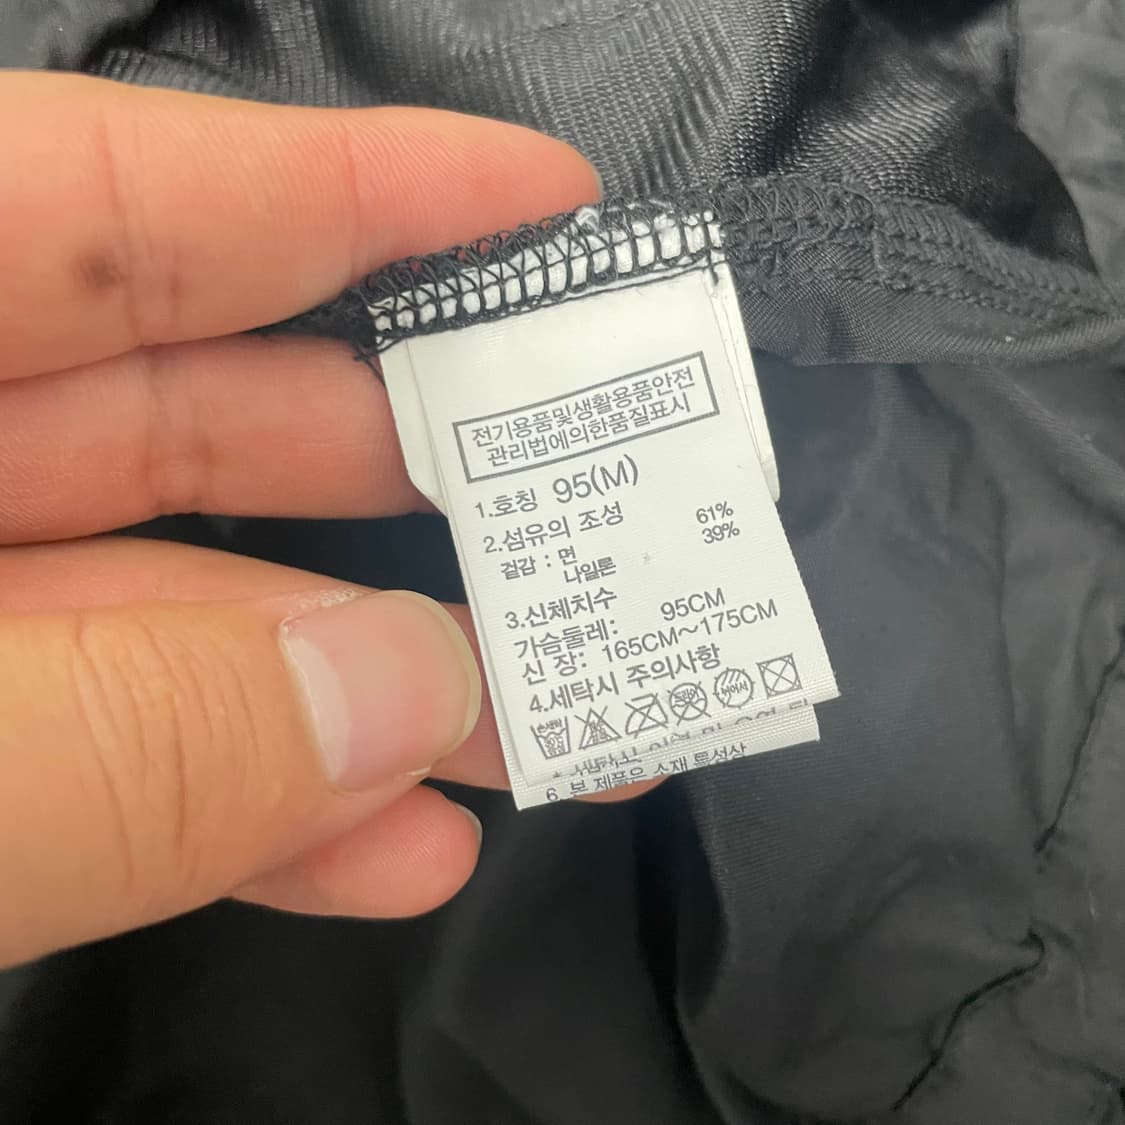 전기용품및생활용품안전
관리법에의한품질표시
1.호칭 95(M)
2.섬유의 조성
겉감 : 면 61%
나일론 39%
3.신체치수
가슴둘레: 95CM
신 장: 165CM~175CM
4.세탁시 주의사항
손세탁
6. 본 제품은 소재 특성상